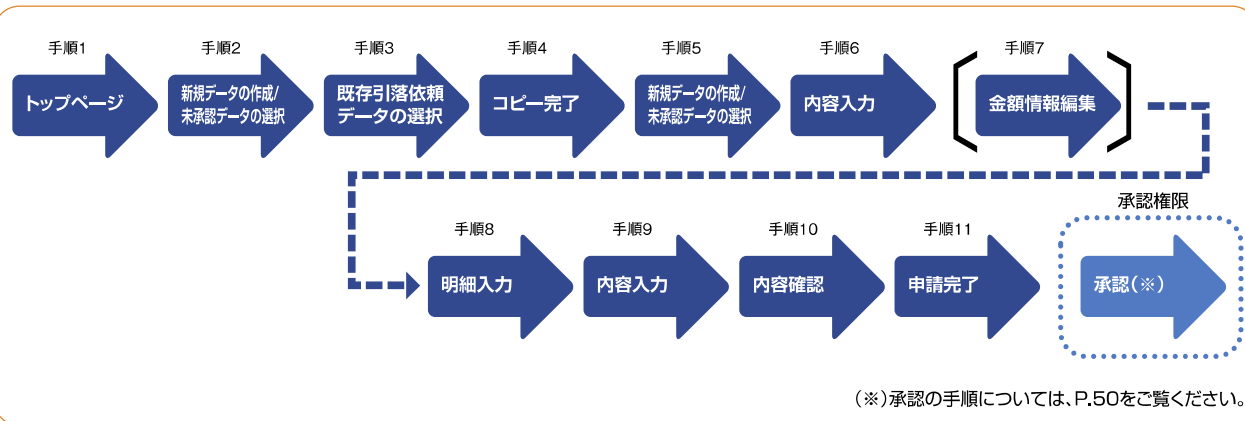 手順1
トップページ
手順2
新規データの作成/
未承認データの選択
手順3
既存引落依頼
データの選択
手順4
コピー完了
手順5
新規データの作成/
未承認データの選択
手順6
内容入力
手順7
金額情報編集
手順8
明細入力
手順9
内容入力
手順10
内容確認
手順11
申請完了
承認権限
承認(※)
(※)承認の手順については、P.50をご覧ください。